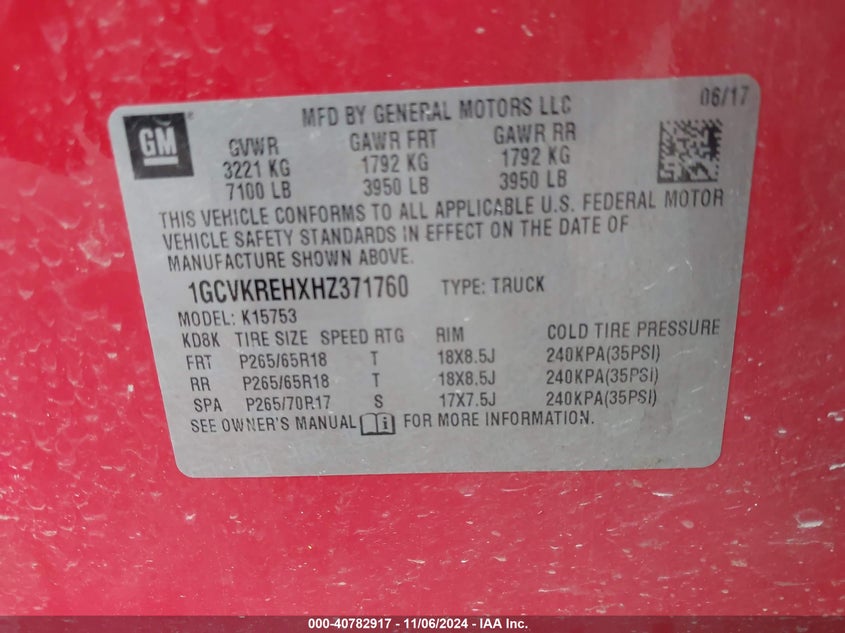 MFD BY GENERAL MOTORS LLC 06/17
GM
GVWR GAWR FRT GAWR RR
3221 KG 1792 KG 1792 KG
7100 LB 3950 LB 3950 LB
THIS VEHICLE CONFORMS TO ALL APPLICABLE U.S. FEDERAL MOTOR
VEHICLE SAFETY STANDARDS IN EFFECT ON THE DATE OF
MANUFACTURE SHOWN ABOVE.
1GCVKREHXHZ371760 TYPE: TRUCK
MODEL: K15753
KD8K TIRE SIZE SPEED RTG RIM COLD TIRE PRESSURE
FRT P265/65R18 T 18X8.5J 240KPA(35PSI)
RR P265/65R18 T 18X8.5J 240KPA(35PSI)
SPA P265/70R17 S 17X7.5J 240KPA(35PSI)
SEE OWNER'S MANUAL FOR MORE INFORMATION.
000-40782917 - 11/06/2024 - IAA Inc.